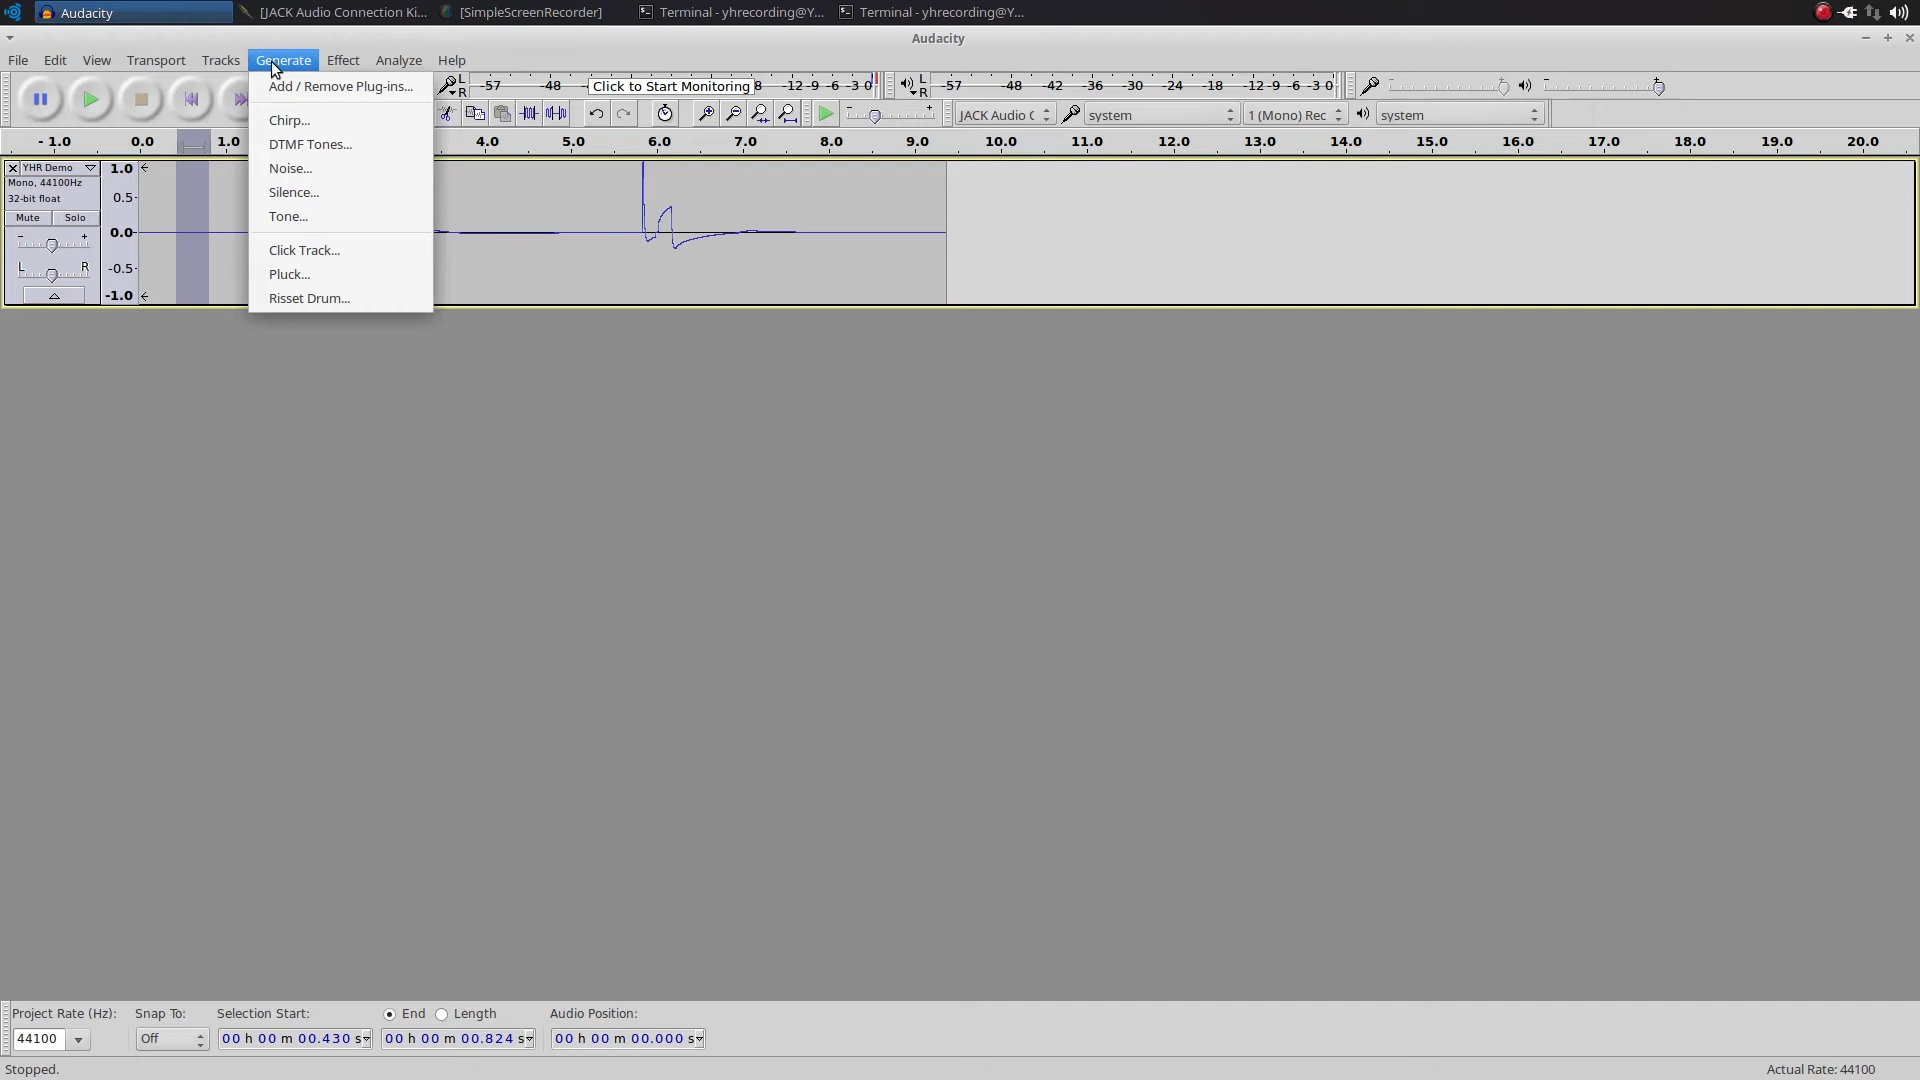 Audacity
[JACK Audio Connection Ki...
[SimpleScreenRecorder]
Terminal - yhrecording@Y...
Terminal - yhrecording@Y...
Audacity
File Edit View Transport Tracks Generate Effect Analyze Help
Add / Remove Plug-ins...
Chirp...
DTMF Tones...
Noise...
Silence...
Tone...
Click Track...
Pluck...
Risset Drum...
L
R
-57 -48 Click to Start Monitoring 8 -12 -9 -6 -3 0
L
R
-57 -48 -42 -36 -30 -24 -18 -12 -9 -6 -3 0
JACK Audio system 1 (Mono) Rec system
- 1.0 0.0 1.0 4.0 5.0 6.0 7.0 8.0 9.0 10.0 11.0 12.0 13.0 14.0 15.0 16.0 17.0 18.0 19.0 20.0
YHR Demo
Mono, 44100Hz
32-bit float
Mute Solo
- +
L R
1.0
0.5
0.0
-0.5
-1.0
Project Rate (Hz): Snap To: Selection Start: End Length Audio Position:
44100 Off 00 h 00 m 00.430 s 00 h 00 m 00.824 s 00 h 00 m 00.000 s
Stopped.
Actual Rate: 44100